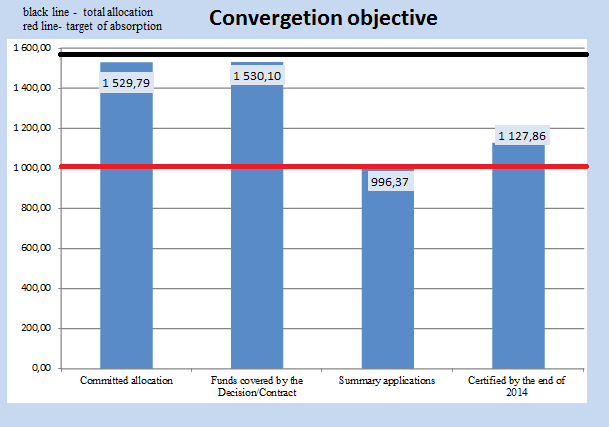 black line -  total allocation
red line- target of absorption
Convergetion objective
1 600,00
1 400,00
1 200,00
1 000,00
800,00
600,00
400,00
200,00
0,00
1 529,79
1 530,10
996,37
1 127,86
Committed allocation
Funds covered by the
Decision/Contract
Summary applications
Certified by the end of
2014